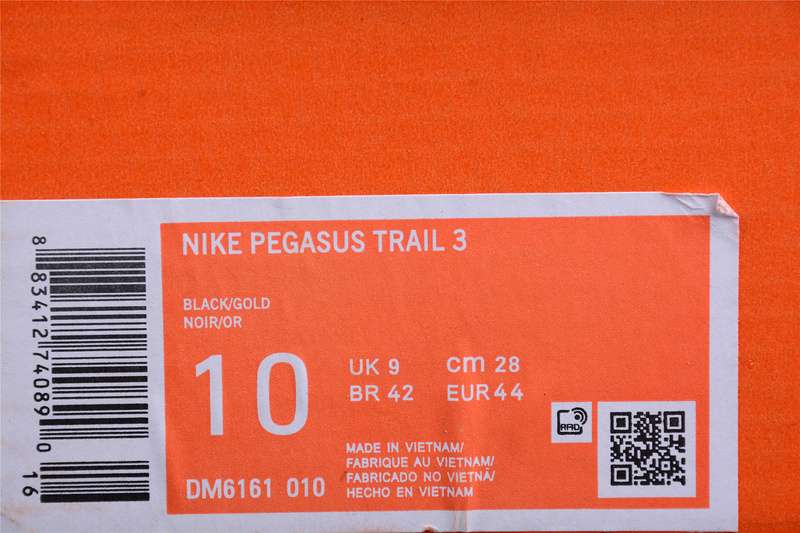 NIKE PEGASUS TRAIL 3
BLACK/GOLD
NOIR/OR
10
UK 9
cm 28
BR 42
EUR 44
MADE IN VIETNAM/
FABRIQUE AU VIETNAM/
FABRICADO NO VIETNÃ/
HECHO EN VIETNAM
DM6161 010
RAD
8 83412 74089 0
16